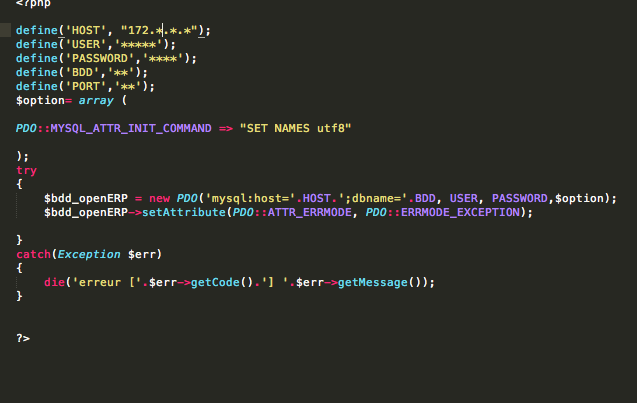 <?php
define('HOST', "172.*.*.*");
define('USER','*****');
define('PASSWORD','****');
define('BDD','**');
define('PORT','**');
$option= array (
PDO::MYSQL_ATTR_INIT_COMMAND => "SET NAMES utf8"
);
try
{
$bdd_openERP = new PDO('mysql:host='.HOST.';dbname='.BDD, USER, PASSWORD,$option);
$bdd_openERP->setAttribute(PDO::ATTR_ERRMODE, PDO::ERRMODE_EXCEPTION);
}
catch(Exception $err)
{
die('erreur ['.$err->getCode().'] '.$err->getMessage());
}
?>